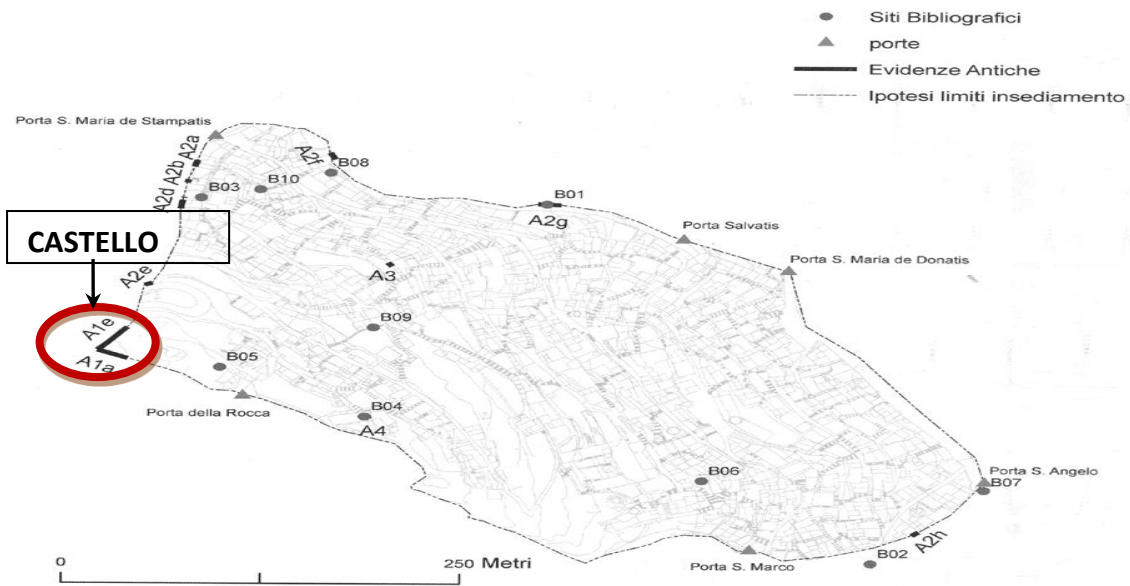 Siti Bibliografici
porte
Evidenze Antiche
Ipotesi limiti insediamento
Porta S. Maria de Stampatis
A2a
A2b
A2d
A2f
B08
B10
B03
B01
A2g
Porta Salvatis
CASTELLO
A2e
A3
Porta S. Maria de Donatis
B09
A1e
A1a
B05
Porta della Rocca
B04
A4
B06
Porta S. Angelo
B07
A2h
B02
Porta S. Marco
0
250 Metri